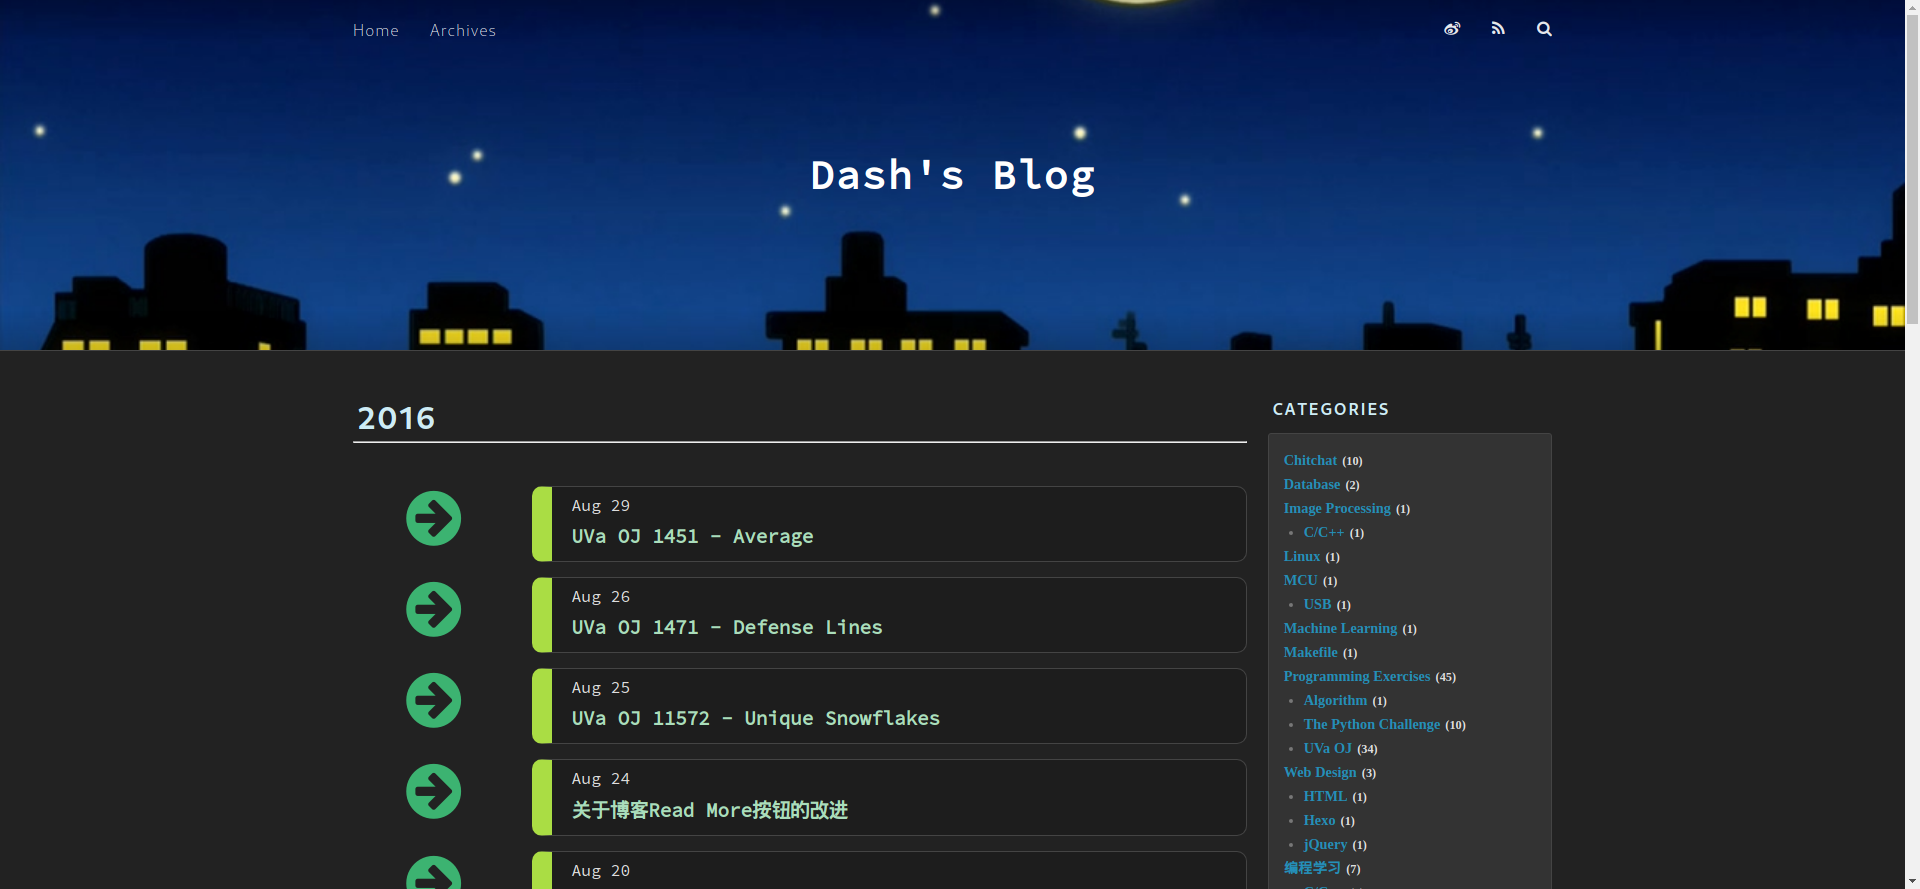 Home Archives
Dash's Blog
2016
Aug 29
UVa OJ 1451 - Average
Aug 26
UVa OJ 1471 - Defense Lines
Aug 25
UVa OJ 11572 - Unique Snowflakes
Aug 24
关于博客Read More按钮的改进
Aug 20
CATEGORIES
Chitchat (10)
Database (2)
Image Processing (1)
C/C++ (1)
Linux (1)
MCU (1)
USB (1)
Machine Learning (1)
Makefile (1)
Programming Exercises (45)
Algorithm (1)
The Python Challenge (10)
UVa OJ (34)
Web Design (3)
HTML (1)
Hexo (1)
jQuery (1)
编程学习 (7)